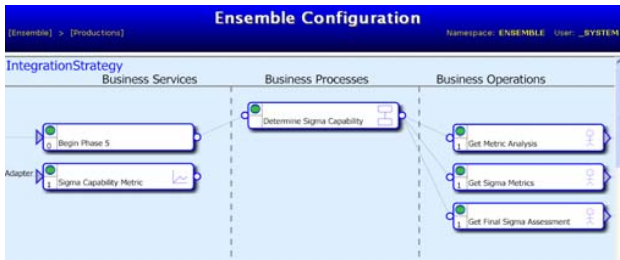 Ensemble Configuration
[Ensemble] > [Productions]
Namespace: ENSEMBLE User: _SYSTEM
IntegrationStrategy
Business Services
Business Processes
Business Operations
Determine Sigma Capability
0 Begin Phase 5
1 Get Metric Analysis
Adapter
1 Sigma Capability Metric
1 Get Sigma Metrics
1 Get Final Sigma Assessment